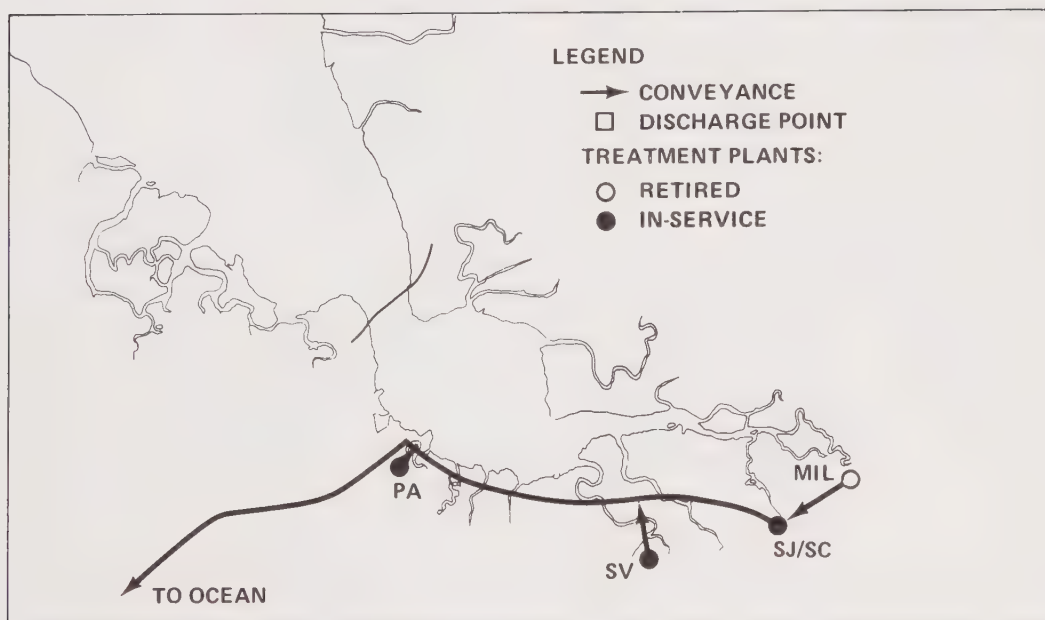 LEGEND
CONVEYANCE
DISCHARGE POINT
TREATMENT PLANTS:
RETIRED
IN-SERVICE
MIL
PA
SJ/SC
SV
TO OCEAN